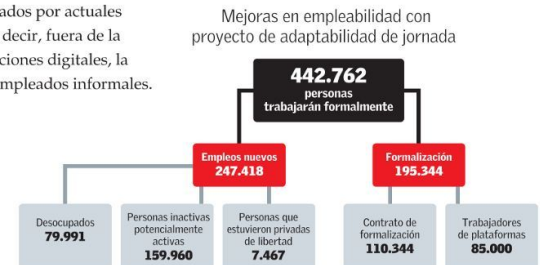 ados por actuales
decir, fuera de la
ciones digitales, la
mpleados informales.
Mejoras en empleabilidad con
proyecto de adaptabilidad de jornada
442.762
personas
trabajarán formalmente
Empleos nuevos
247.418
Formalización
195.344
Desocupados
79.991
Personas inactivas
potencialmente
activas
159.960
Personas que
estuvieron privadas
de libertad
7.467
Contrato de
formalización
110.344
Trabajadores
de plataformas
85.000